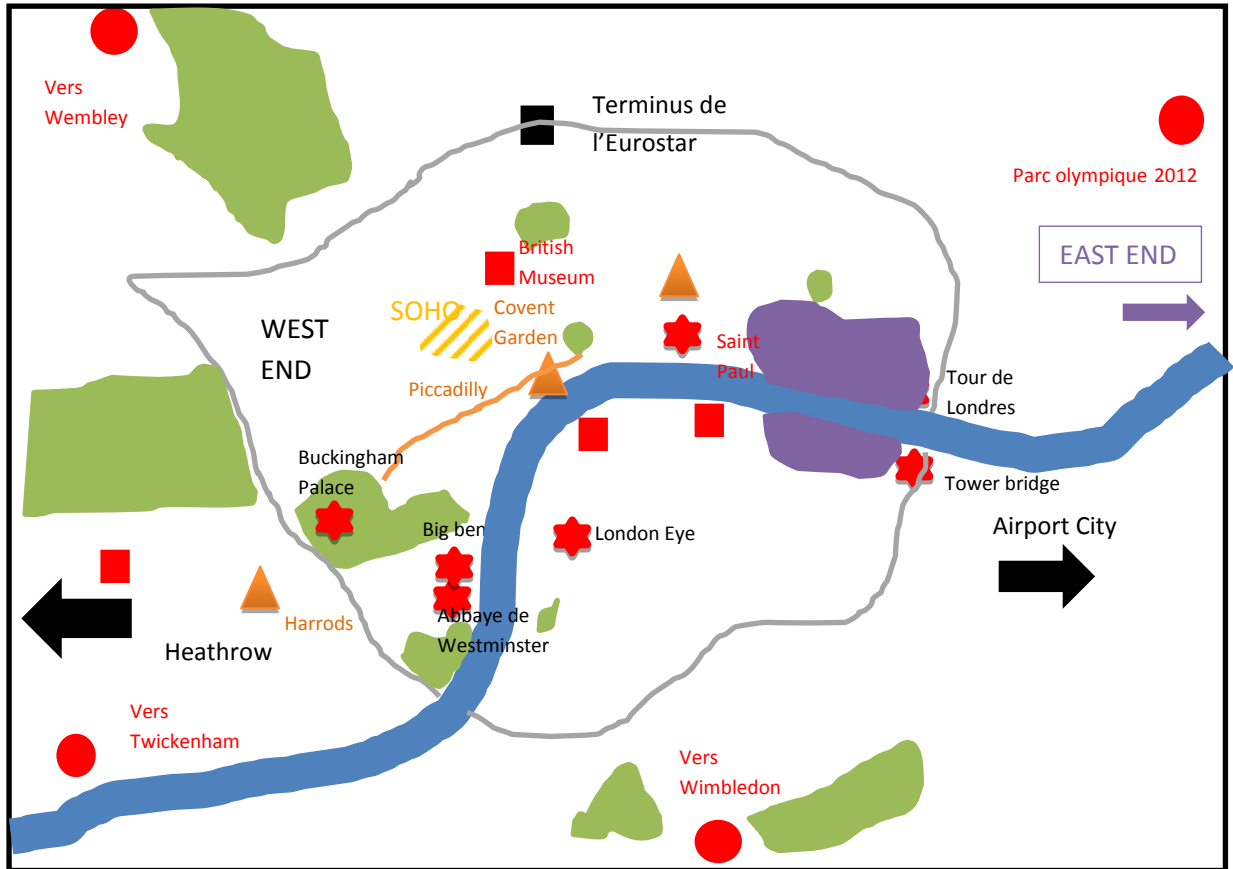 Vers
Wembley
Terminus de
l’Eurostar
Parc olympique 2012
EAST END
British
Museum
SOHO
Covent
Garden
WEST
END
Saint
Paul
Piccadilly
Tour de
Londres
Buckingham
Palace
Tower bridge
Big ben
London Eye
Airport City
Harrods
Abbaye de
Westminster
Heathrow
Vers
Twickenham
Vers
Wimbledon